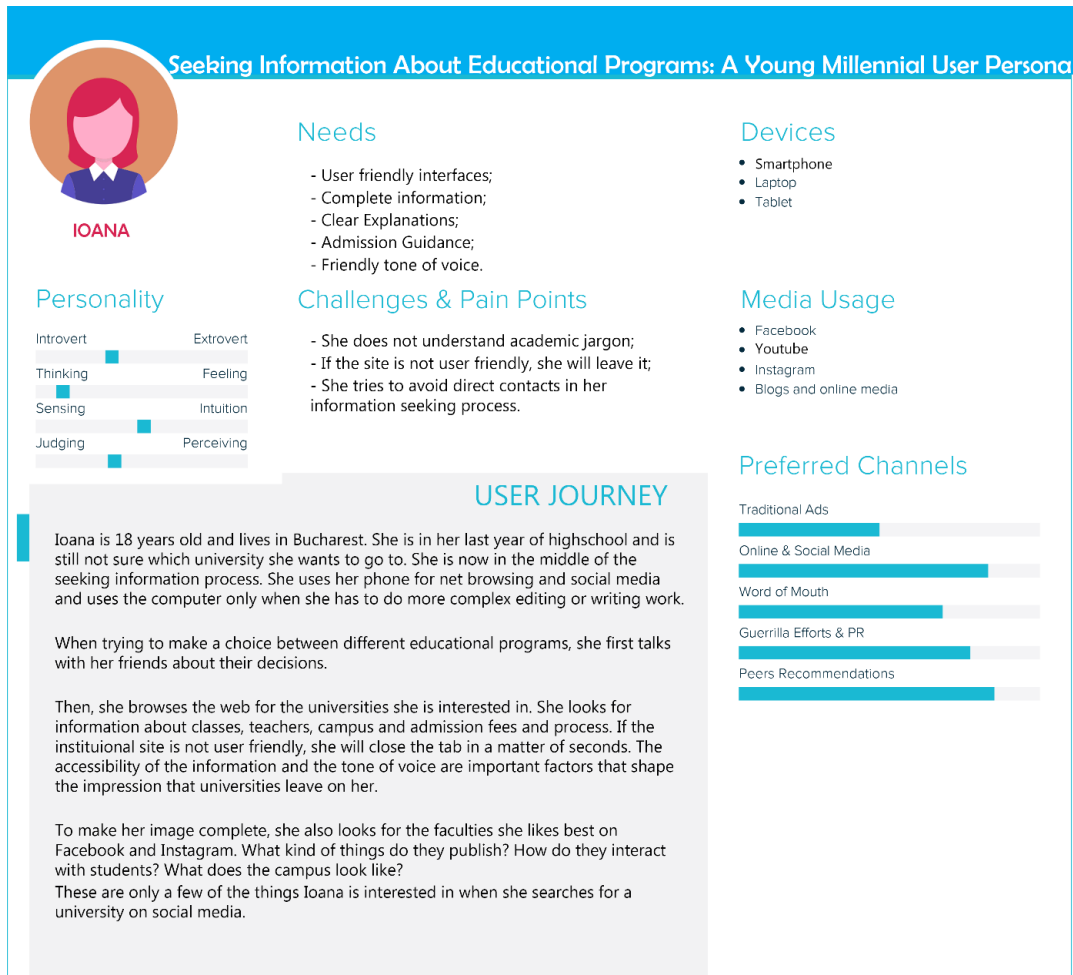 Seeking Information About Educational Programs: A Young Millennial User Persona
IOANA
Personality
Introvert Extrovert
Thinking Feeling
Sensing Intuition
Judging Perceiving
Needs
- User friendly interfaces;
- Complete information;
- Clear Explanations;
- Admission Guidance;
- Friendly tone of voice.
Challenges & Pain Points
- She does not understand academic jargon;
- If the site is not user friendly, she will leave it;
- She tries to avoid direct contacts in her
information seeking process.
Devices
• Smartphone
• Laptop
• Tablet
Media Usage
• Facebook
• Youtube
• Instagram
• Blogs and online media
Preferred Channels
Traditional Ads
Online & Social Media
Word of Mouth
Guerrilla Efforts & PR
Peers Recommendations
USER JOURNEY
Ioana is 18 years old and lives in Bucharest. She is in her last year of highschool and is
still not sure which university she wants to go to. She is now in the middle of the
seeking information process. She uses her phone for net browsing and social media
and uses the computer only when she has to do more complex editing or writing work.
When trying to make a choice between different educational programs, she first talks
with her friends about their decisions.
Then, she browses the web for the universities she is interested in. She looks for
information about classes, teachers, campus and admission fees and process. If the
instituional site is not user friendly, she will close the tab in a matter of seconds. The
accessibility of the information and the tone of voice are important factors that shape
the impression that universities leave on her.
To make her image complete, she also looks for the faculties she likes best on
Facebook and Instagram. What kind of things do they publish? How do they interact
with students? What does the campus look like?
These are only a few of the things Ioana is interested in when she searches for a
university on social media.